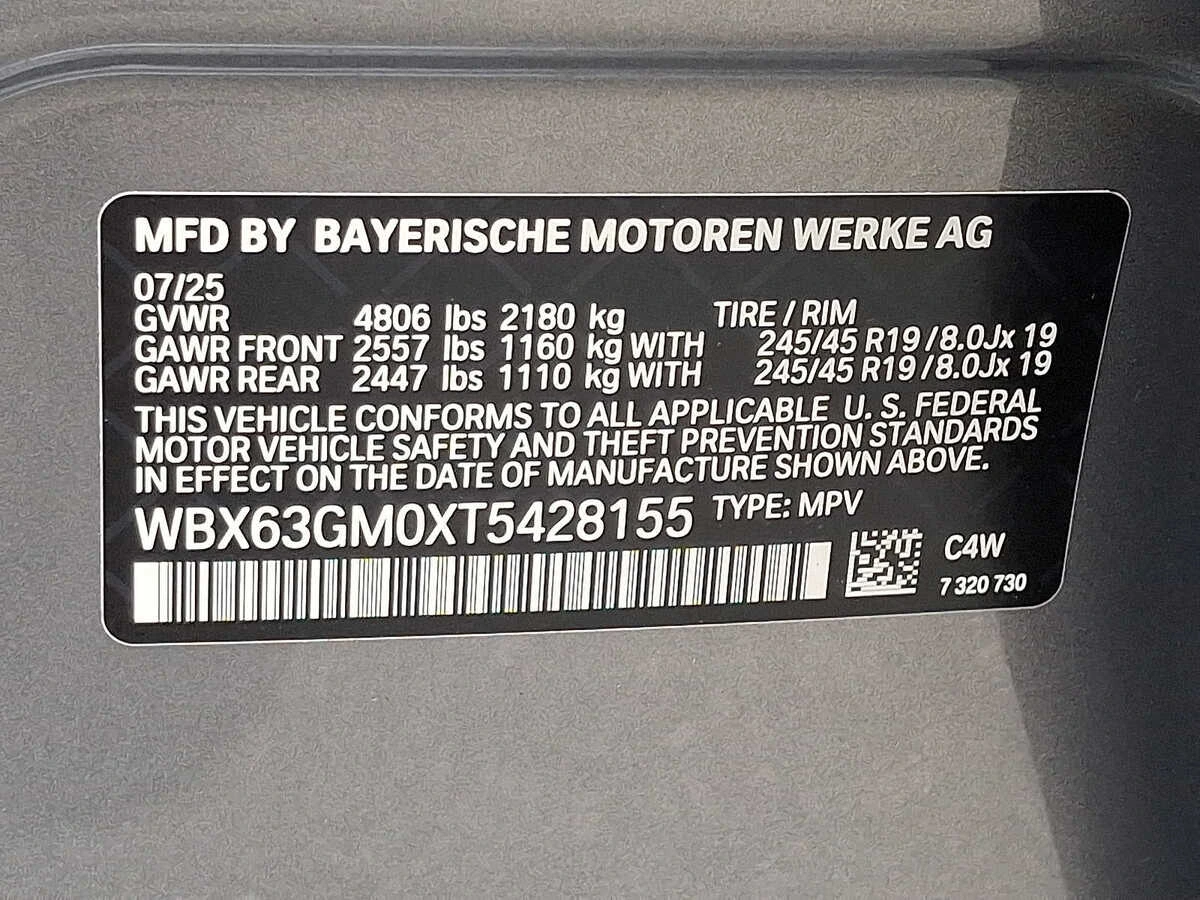 MFD BY BAYERISCHE MOTOREN WERKE AG
07/25
GVWR 4806 lbs 2180 kg TIRE / RIM
GAWR FRONT 2557 lbs 1160 kg WITH 245/45 R19 /8.0Jx 19
GAWR REAR 2447 lbs 1110 kg WITH 245/45 R19 /8.0Jx 19
THIS VEHICLE CONFORMS TO ALL APPLICABLE U. S. FEDERAL
MOTOR VEHICLE SAFETY AND THEFT PREVENTION STANDARDS
IN EFFECT ON THE DATE OF MANUFACTURE SHOWN ABOVE.
WBX63GM0XT5428155 TYPE: MPV
C4W
7 320 730